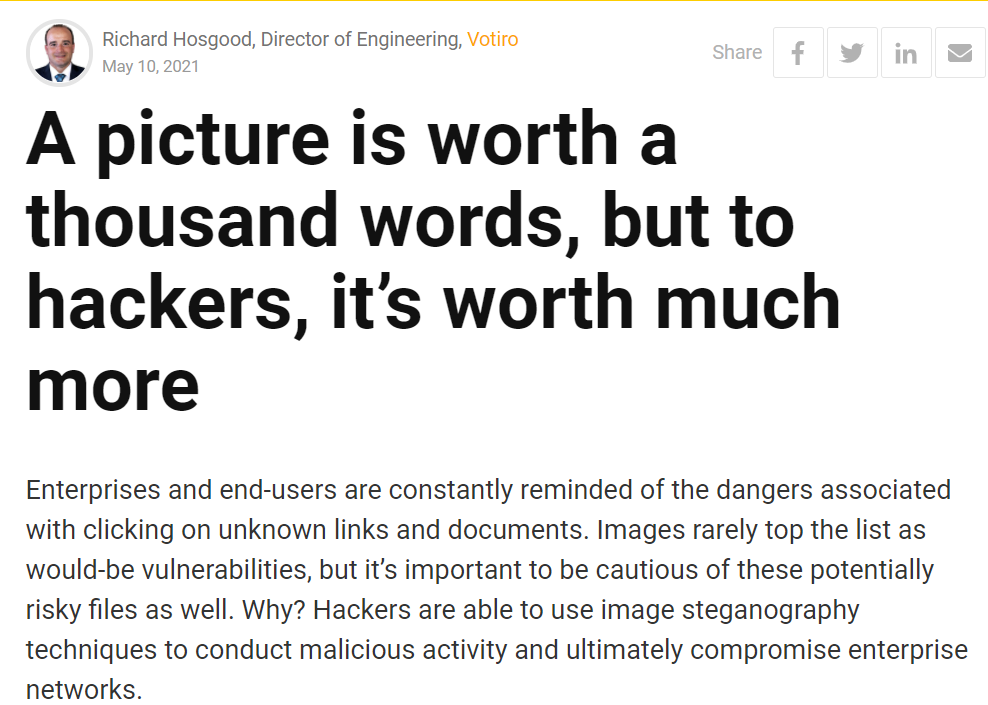 Richard Hosgood, Director of Engineering, Votiro
May 10, 2021
Share
A picture is worth a
thousand words, but to
hackers, it’s worth much
more
Enterprises and end-users are constantly reminded of the dangers associated
with clicking on unknown links and documents. Images rarely top the list as
would-be vulnerabilities, but it’s important to be cautious of these potentially
risky files as well. Why? Hackers are able to use image steganography
techniques to conduct malicious activity and ultimately compromise enterprise
networks.